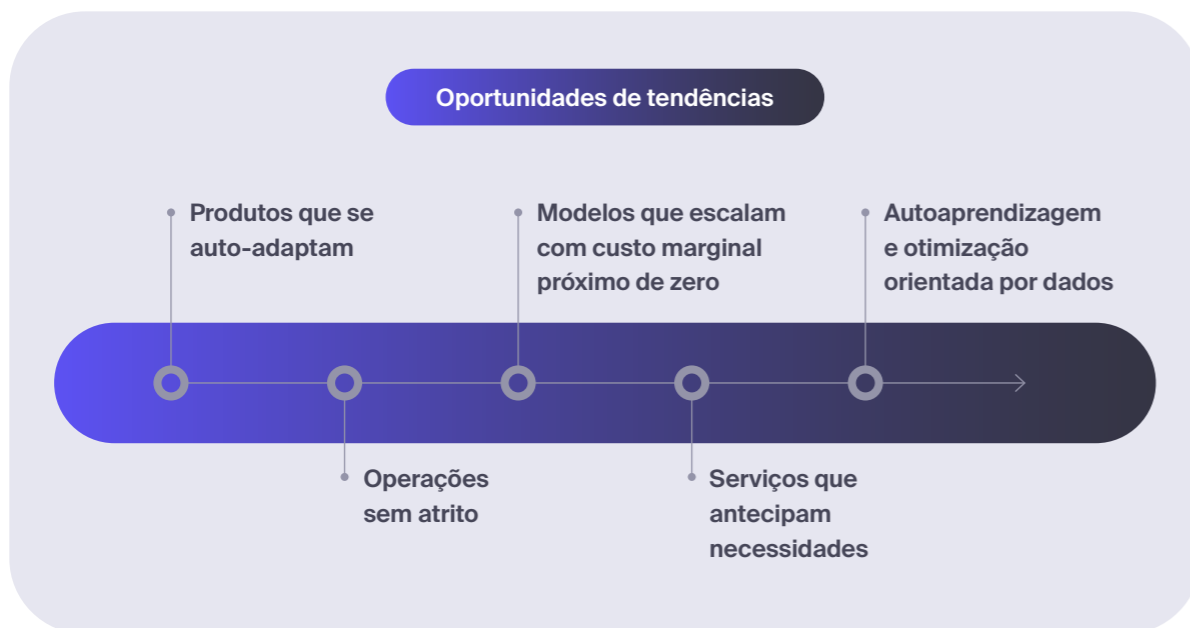 Oportunidades de tendências
Produtos que se
auto-adaptam
Operações
sem atrito
Modelos que escalam
com custo marginal
próximo de zero
Serviços que
antecipam
necessidades
Autoaprendizagem
e otimização
orientada por dados